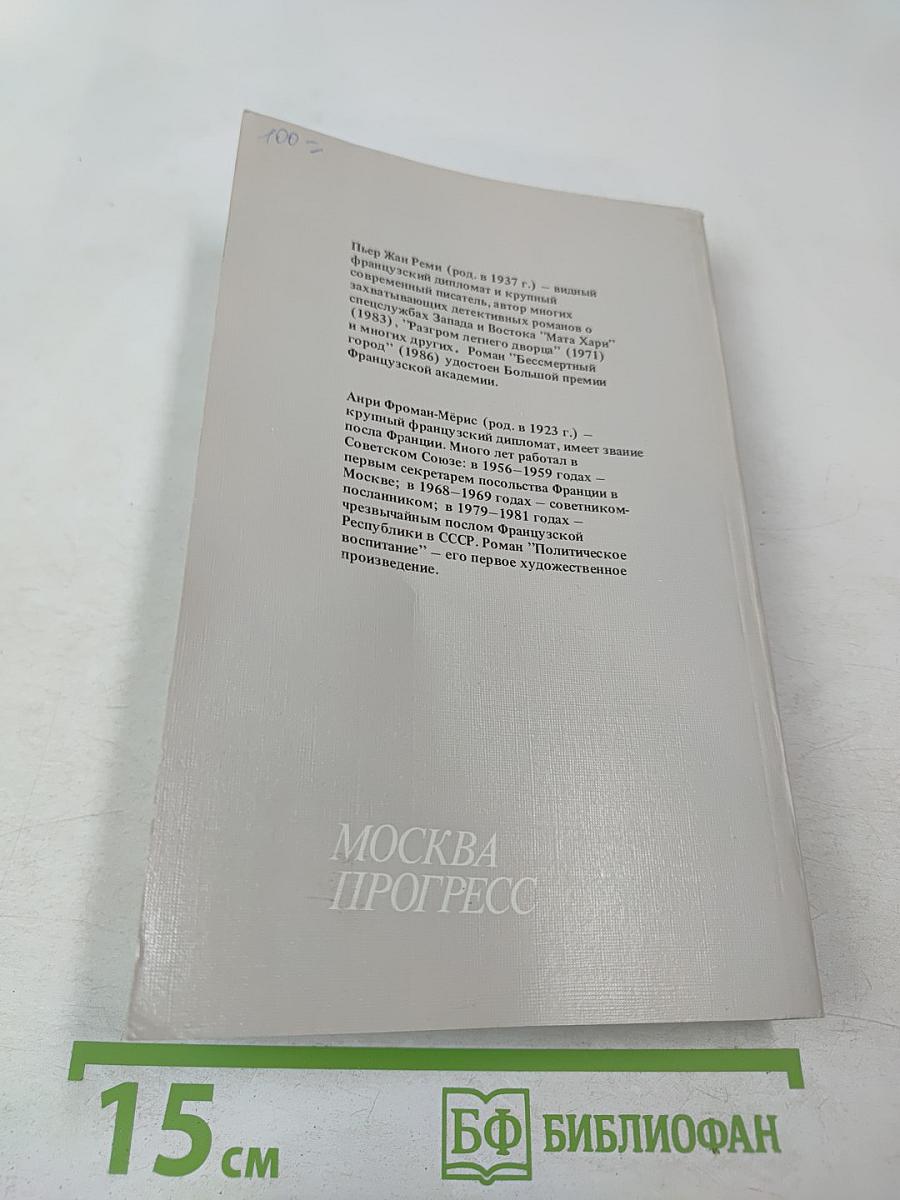 100=
Пьер Жан Реми (род. в 1937 г.) – видный
французский дипломат и крупный
современный писатель, автор многих
захватывающих детективных романов о
спецслужбах Запада и Востока "Мата Хари"
(1983), "Разгром летнего дворца" (1971)
и многих других. Роман "Бессмертный
город" (1986) удостоен Большой премии
Французской академии.
Анри Фроман-Мёрис (род. в 1923 г.) –
крупный французский дипломат, имеет звание
посла Франции. Много лет работал в
Советском Союзе: в 1956–1959 годах –
первым секретарем посольства Франции в
Москве; в 1968–1969 годах – советником-
посланником; в 1979–1981 годах –
чрезвычайным послом Французской
Республики в СССР. Роман "Политическое
воспитание" – его первое художественное
произведение.
МОСКВА
ПРОГРЕСС
15 см
БФ БИБЛИОФАН